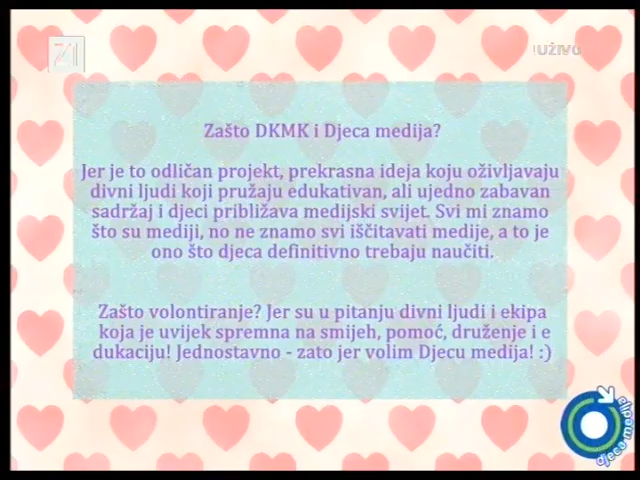 Z1
UŽIVO
Zašto DKMK i Djeca medija?
Jer je to odličan projekt, prekrasna ideja koju oživljavaju
divni ljudi koji pružaju edukativan, ali ujedno zabavan
sadržaj i djeci približava medijski svijet. Svi mi znamo
što su mediji, no ne znamo svi iščitavati medije, a to je
ono što djeca definitivno trebaju naučiti.
Zašto volontiranje? Jer su u pitanju divni ljudi i ekipa
koja je uvijek spremna na smijeh, pomoć, druženje i e
dukaciju! Jednostavno - zato jer volim Djecu medija! :)
djeca medija